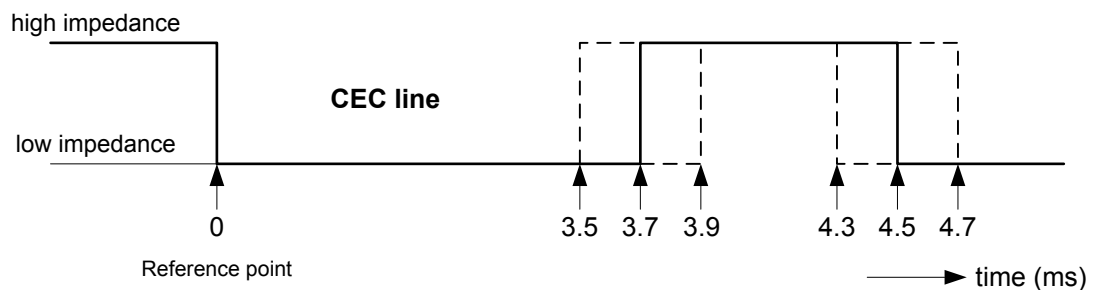 high impedance
CEC line
low impedance
0
3.5 3.7 3.9 4.3 4.5 4.7
Reference point
time (ms)